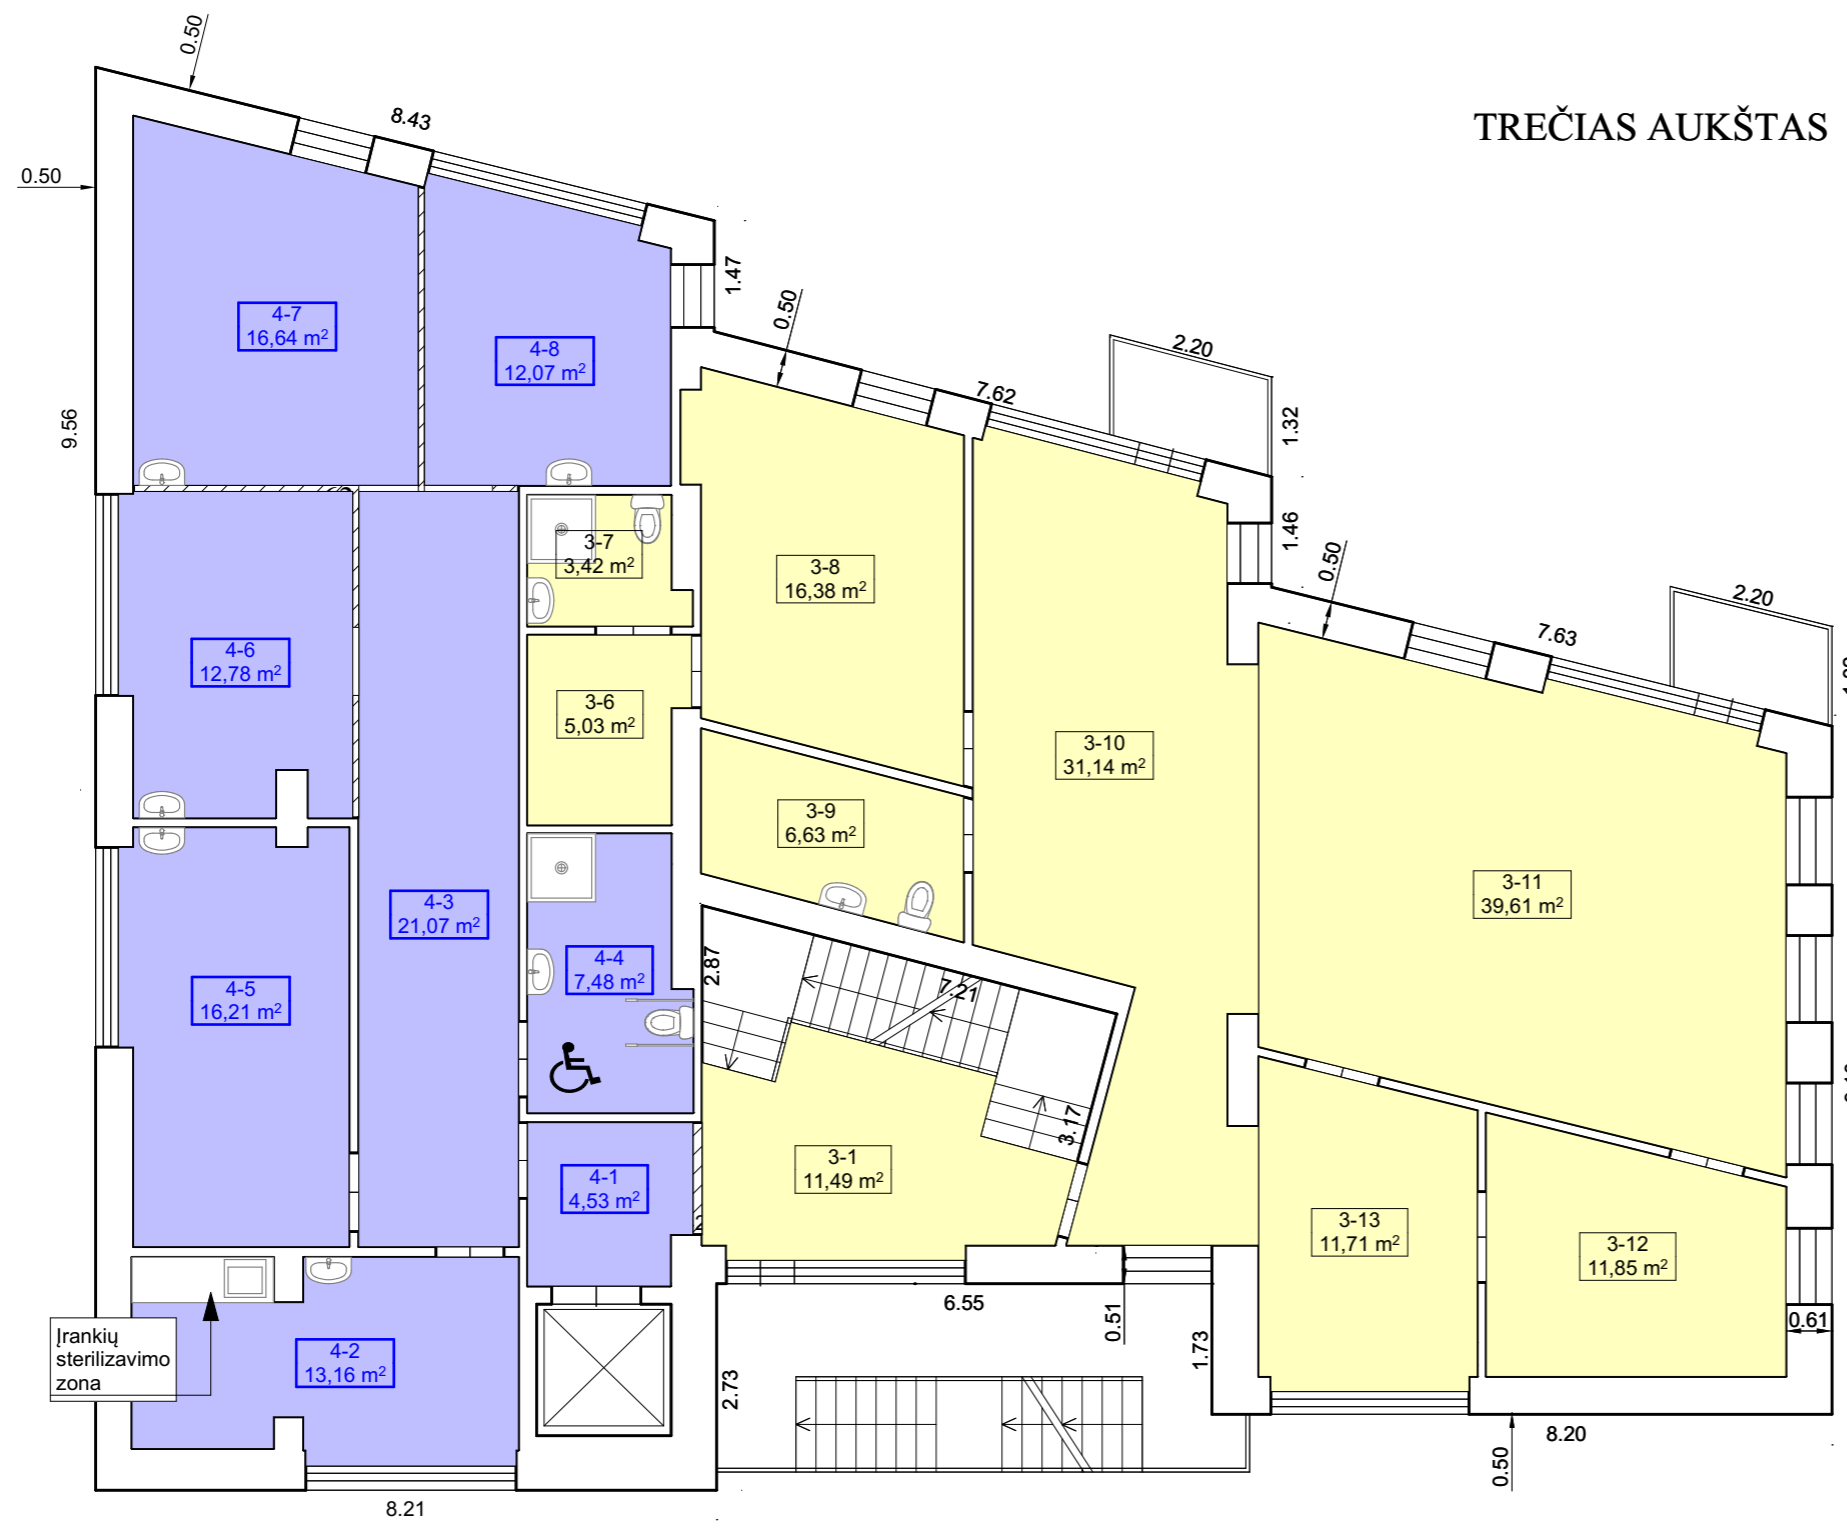 TREČIAS AUKŠTAS
0.50
8.43
0.50
1.47
0.50
2.20
7.62
1.32
9.56
4-7
16,64 m²
4-8
12,07 m²
1.46
0.50
2.20
7.63
3-7
3,42 m²
3-8
16,38 m²
4-6
12,78 m²
3-6
5,03 m²
3-10
31,14 m²
3-9
6,63 m²
3-11
39,61 m²
4-3
21,07 m²
4-4
7,48 m²
2.87
7.21
4-5
16,21 m²
3.17
4-1
4,53 m²
3-1
11,49 m²
3-13
11,71 m²
3-12
11,85 m²
6.55
0.51
1.73
0.61
Įrankių
sterilizavimo
zona
4-2
13,16 m²
2.73
8.20
0.50
8.21